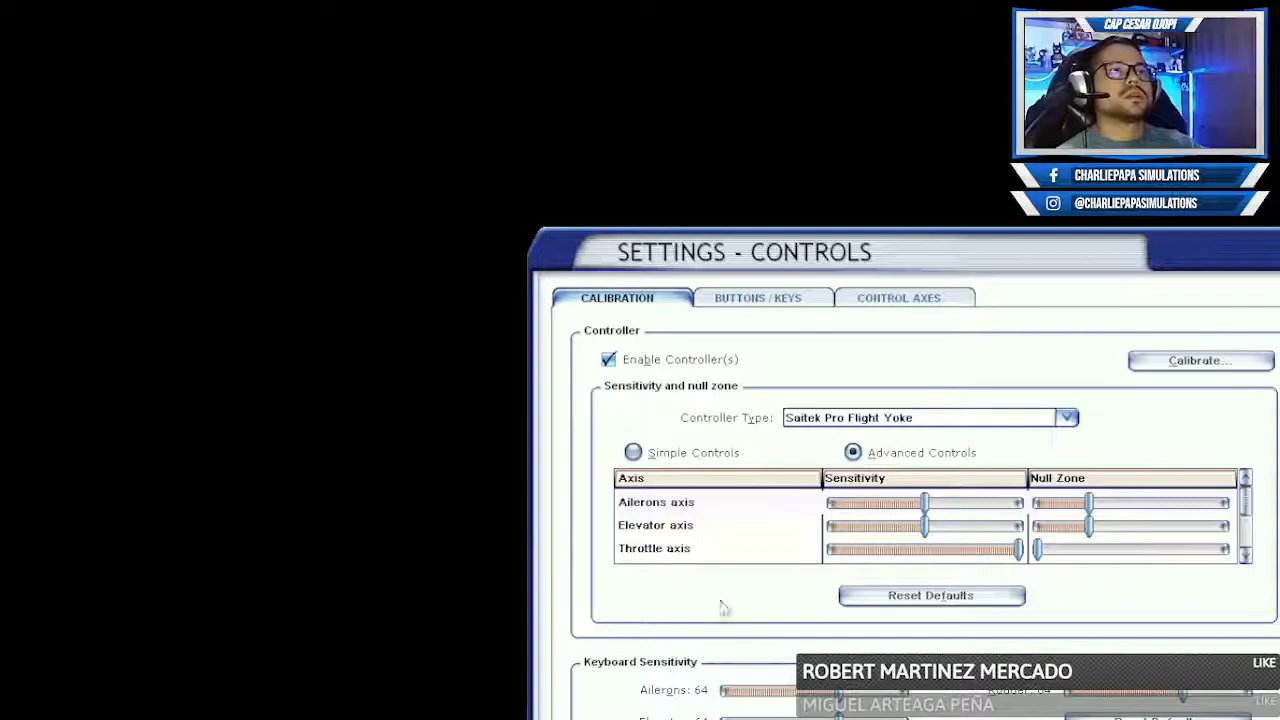 CAP CESAR OJOPI
CHARLIEPAPA SIMULATIONS
@CHARLIEPAPASIMULATIONS
SETTINGS - CONTROLS
CALIBRATION
BUTTONS / KEYS
CONTROL AXES
Controller
Enable Controller(s)
Calibrate...
Sensitivity and null zone
Controller Type:
Saitek Pro Flight Yoke
Simple Controls
Advanced Controls
Axis
Sensitivity
Null Zone
Ailerons axis
Elevator axis
Throttle axis
Reset Defaults
Keyboard Sensitivity
Ailerons: 64
ROBERT MARTINEZ MERCADO
LIKE
MIGUEL ARTEAGA PEÑA
LIKE